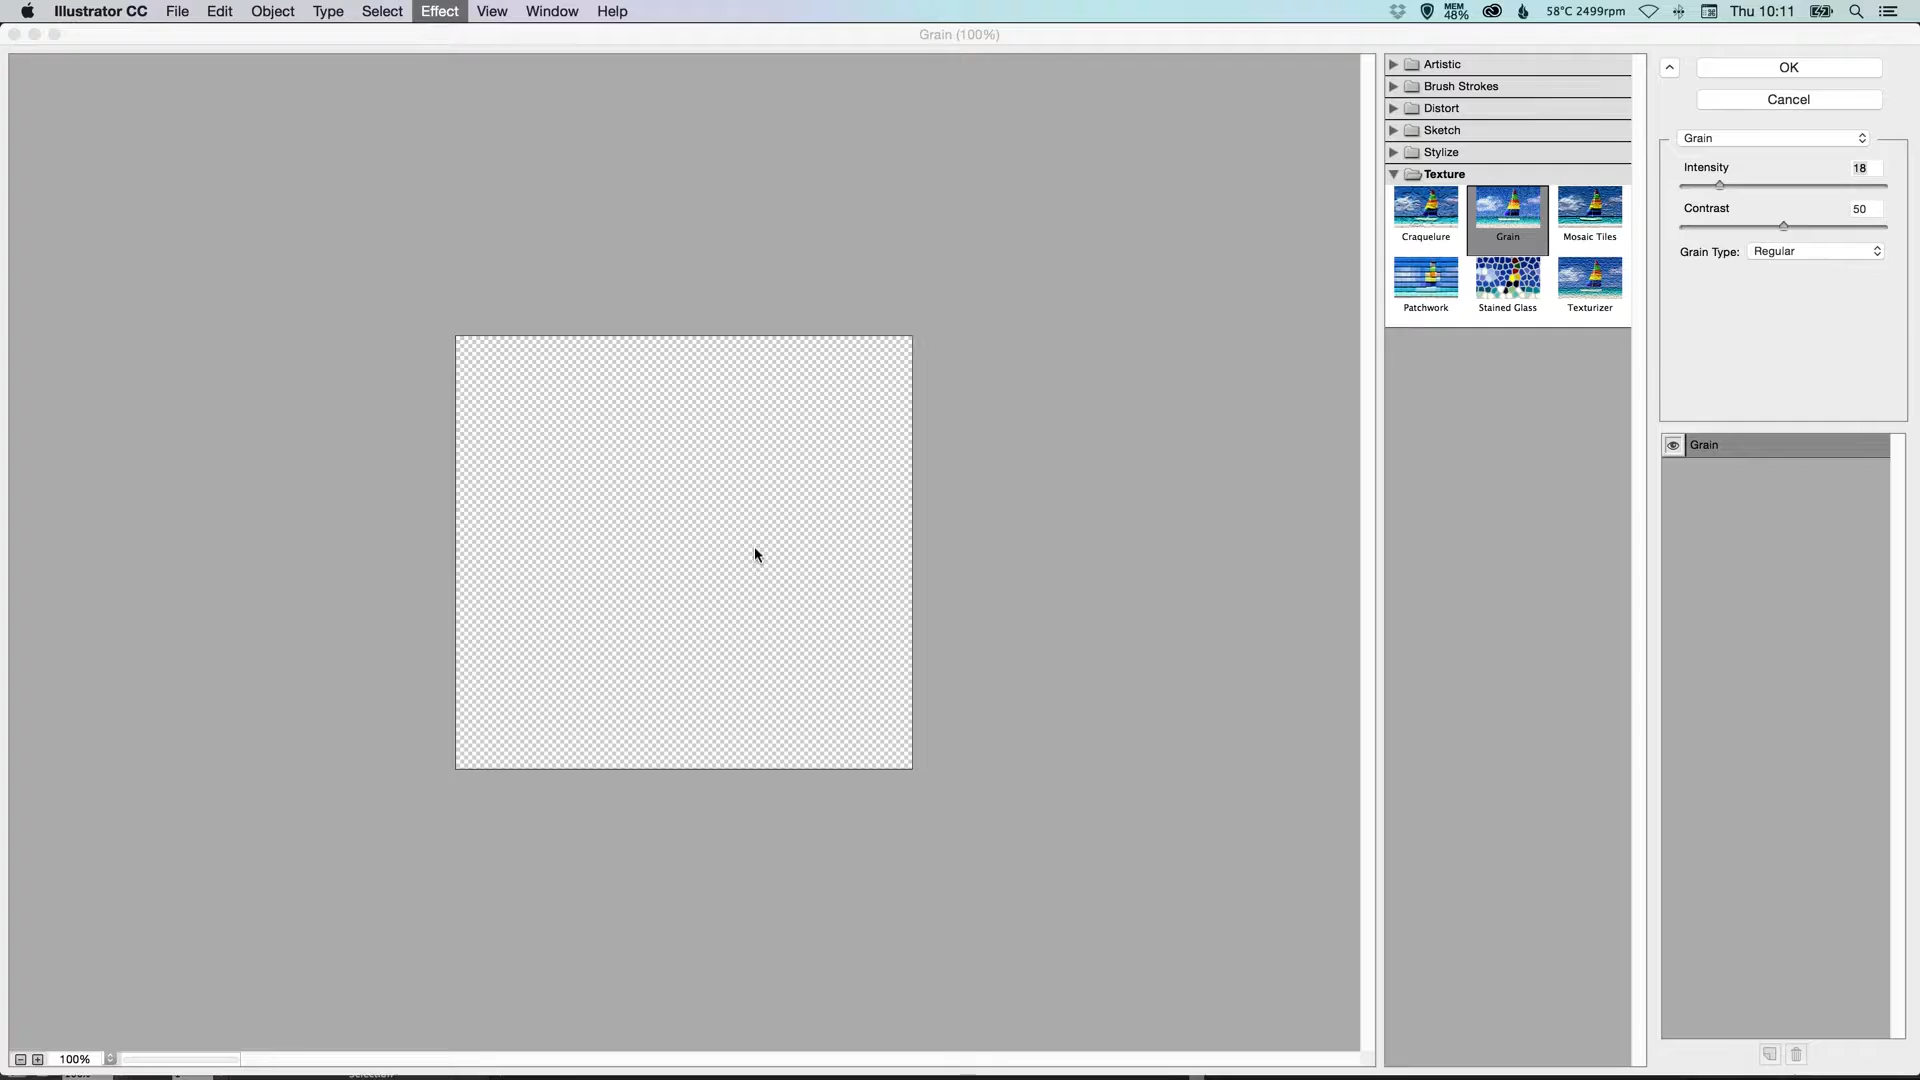 Illustrator CC File Edit Object Type Select Effect View Window Help MEM 48% 58°C 2499rpm Thu 10:11
Grain (100%)
Artistic
Brush Strokes
Distort
Sketch
Stylize
Texture
Craquelure Grain Mosaic Tiles
Patchwork Stained Glass Texturizer
OK
Cancel
Grain
Intensity 18
Contrast 50
Grain Type: Regular
Grain
100%